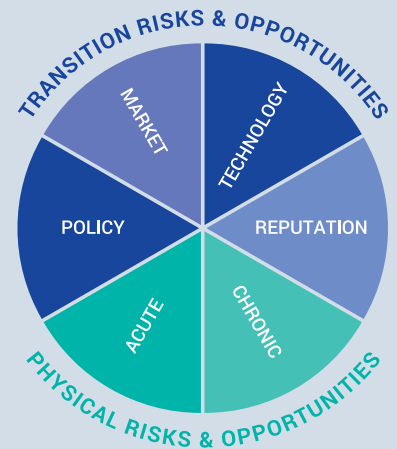 TRANSITION RISKS & OPPORTUNITIES
MARKET
TECHNOLOGY
POLICY
REPUTATION
ACUTE
CHRONIC
PHYSICAL RISKS & OPPORTUNITIES